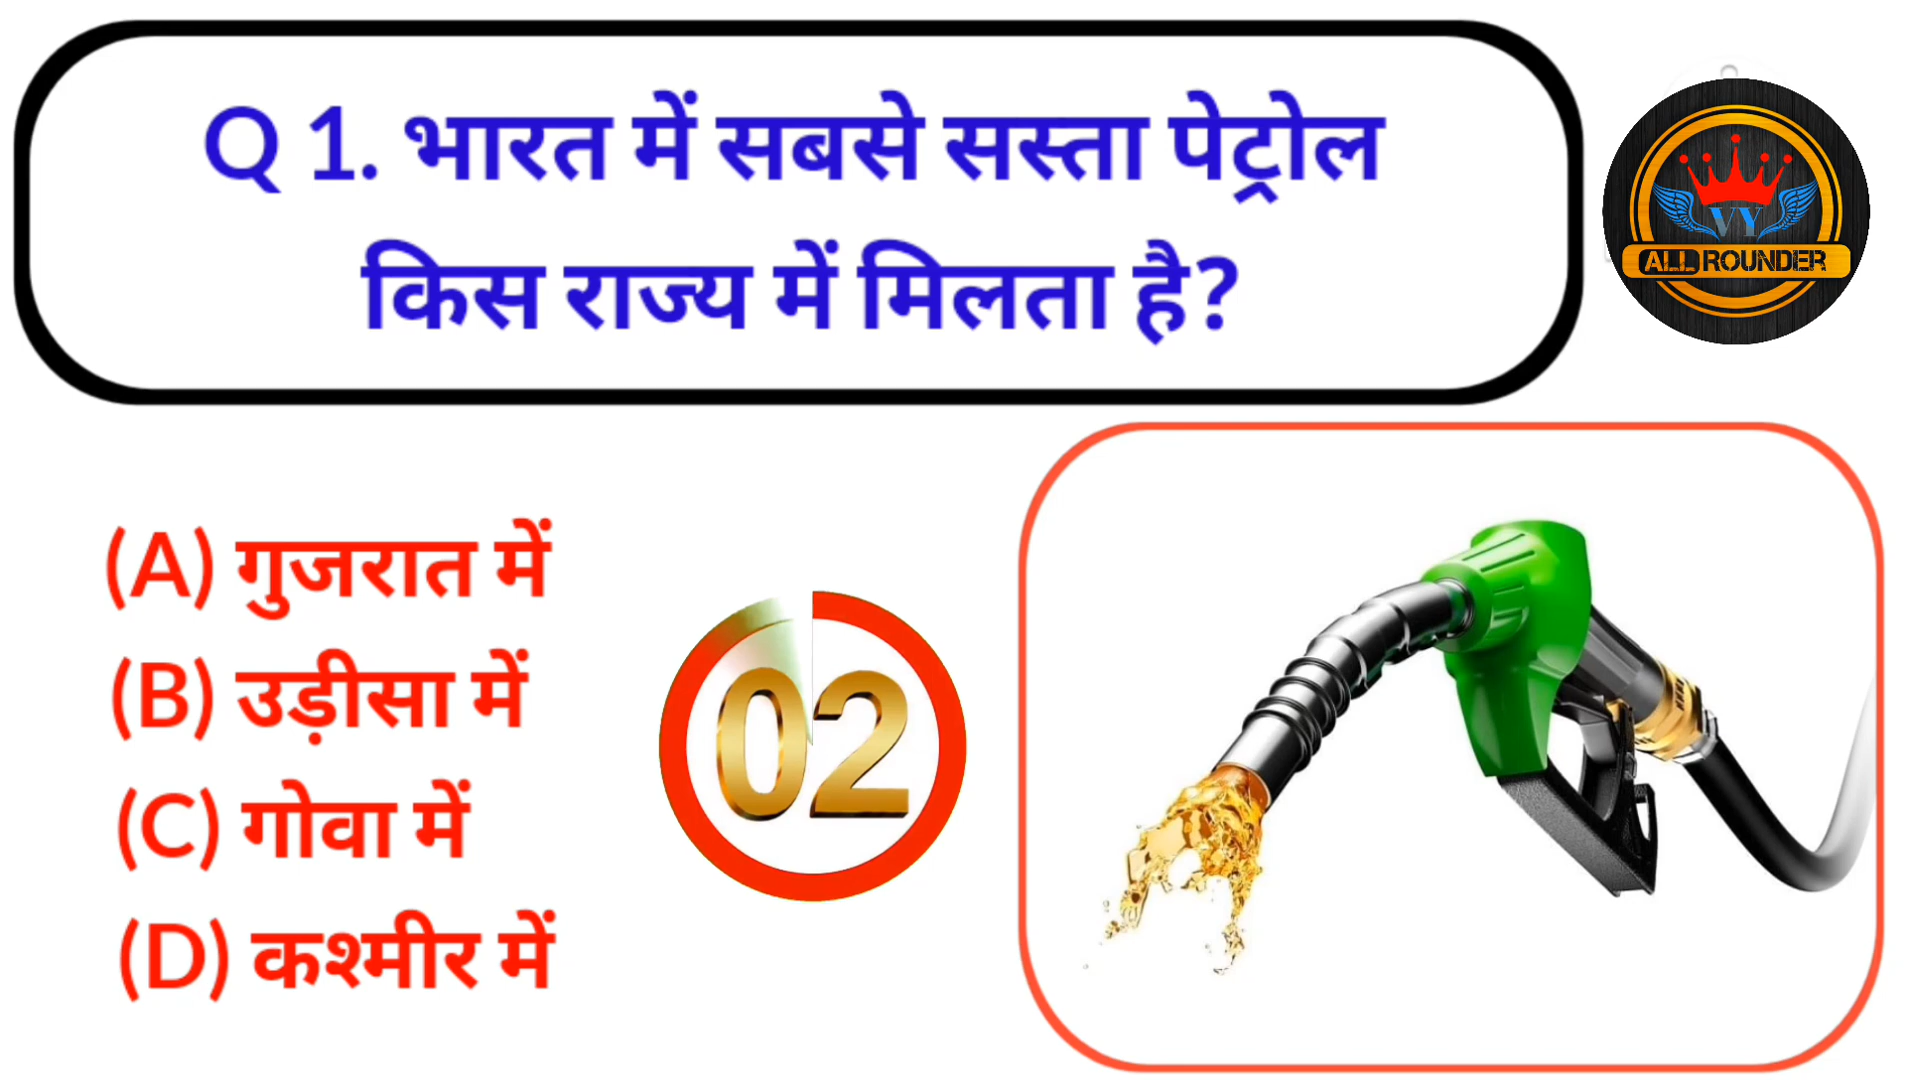 Q 1. भारत में सबसे सस्ता पेट्रोल
किस राज्य में मिलता है?
VY
ALL ROUNDER
(A) गुजरात में
(B) उड़ीसा में
(C) गोवा में
(D) कश्मीर में
02